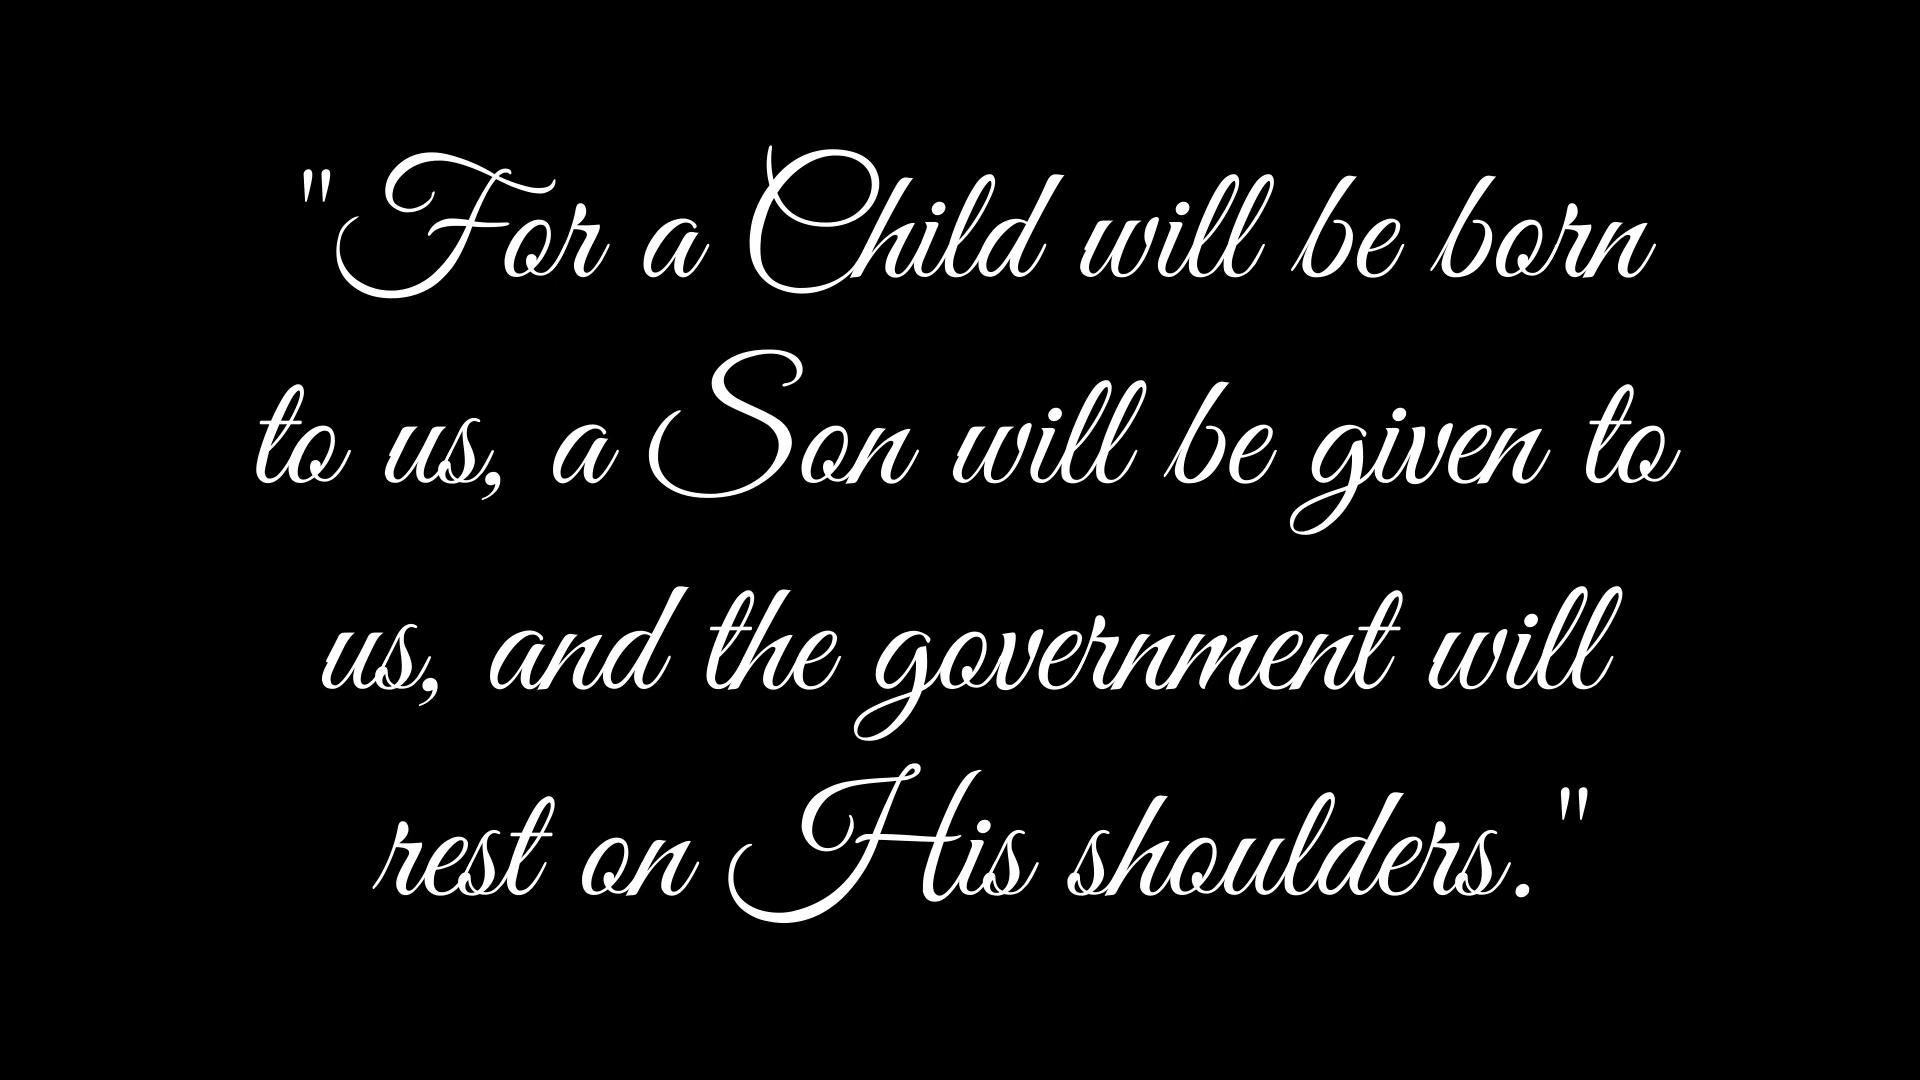 "For a Child will be born
to us, a Son will be given to
us, and the government will
rest on His shoulders."